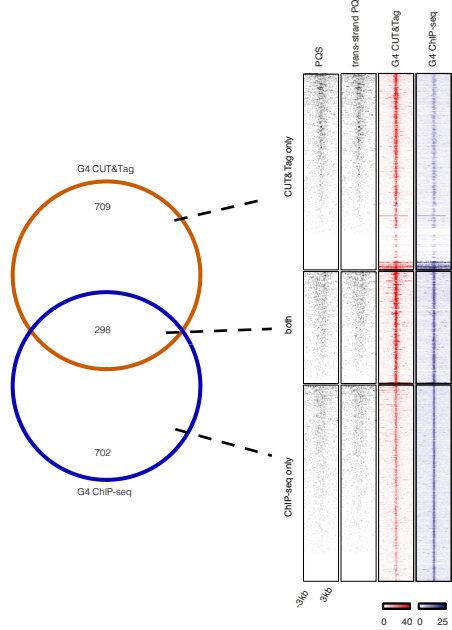 PQS
trans-strand PQ
G4 CUT&Tag
G4 ChIP-seq
G4 CUT&Tag
709
298
702
G4 ChIP-seq
CUT&Tag only
both
ChIP-seq only
-3kb
3kb
0 40 0 25